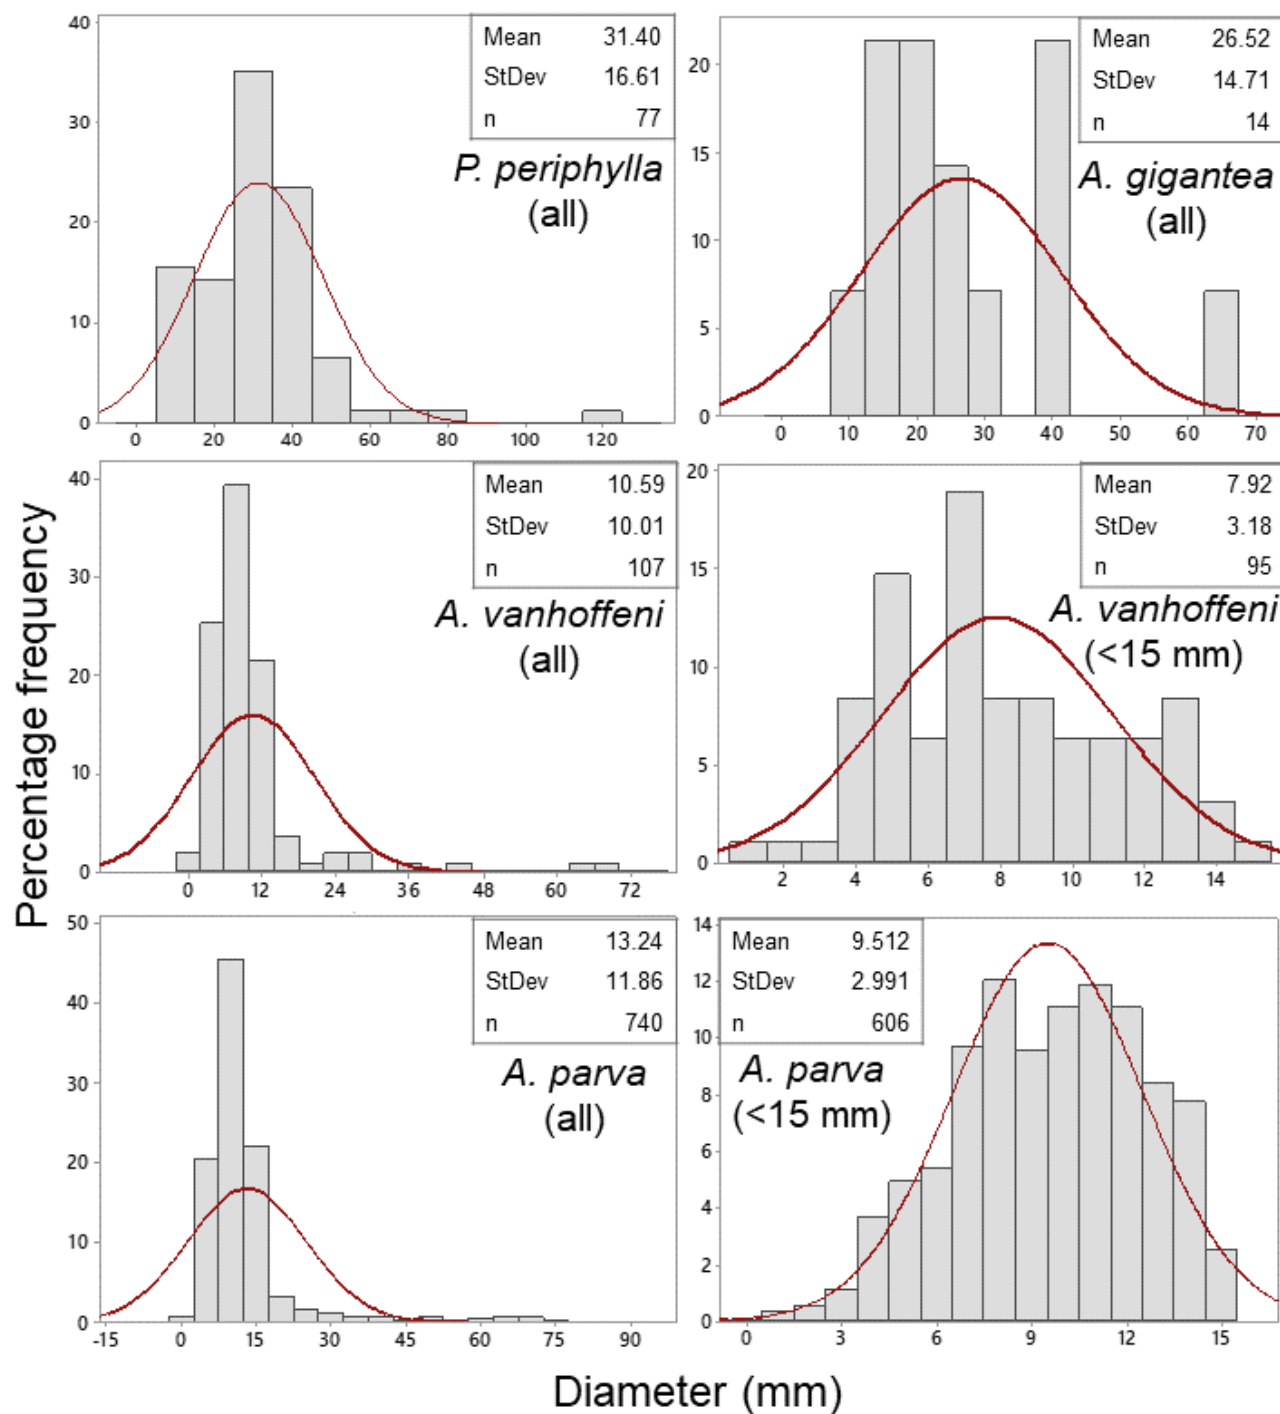 Percentage frequency
40
30
20
10
0
0 20 40 60 80 100 120
Mean 31.40
StDev 16.61
n 77
P. periphylla
(all)
20
15
10
5
0
0 10 20 30 40 50 60 70
Mean 26.52
StDev 14.71
n 14
A. gigantea
(all)
40
30
20
10
0
0 12 24 36 48 60 72
Mean 10.59
StDev 10.01
n 107
A. vanhoffeni
(all)
20
15
10
5
0
2 4 6 8 10 12 14
Mean 7.92
StDev 3.18
n 95
A. vanhoffeni
(<15 mm)
50
40
30
20
10
0
-15 0 15 30 45 60 75 90
Mean 13.24
StDev 11.86
n 740
A. parva
(all)
14
12
10
8
6
4
2
0
0 3 6 9 12 15
Mean 9.512
StDev 2.991
n 606
A. parva
(<15 mm)
Diameter (mm)